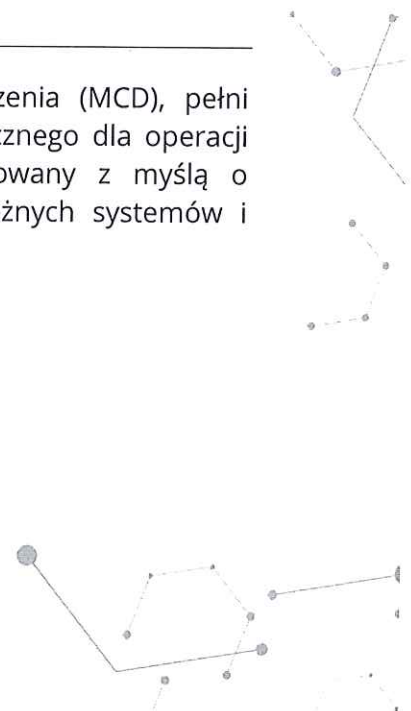 zenia (MCD), pełni
cznego dla operacji
owany z myślą o
żnych systemów i